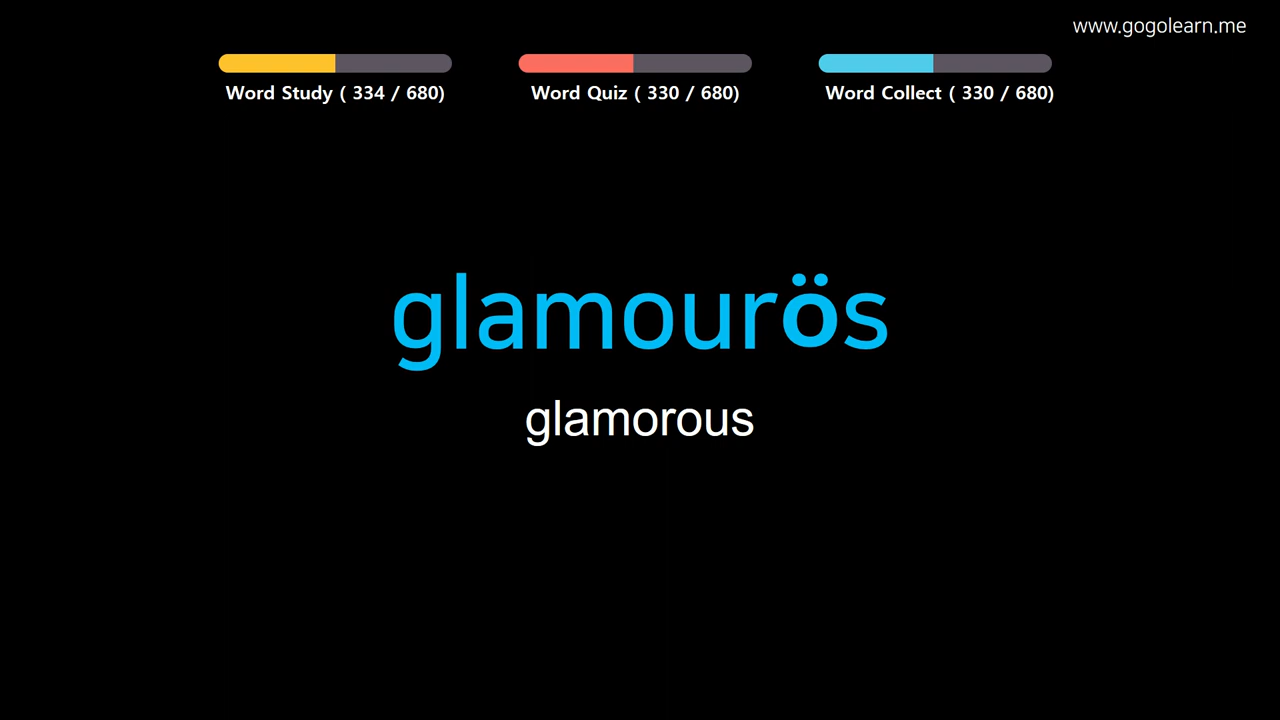 www.gogolearn.me
Word Study ( 334 / 680)
Word Quiz ( 330 / 680)
Word Collect ( 330 / 680)
glamourös
glamorous